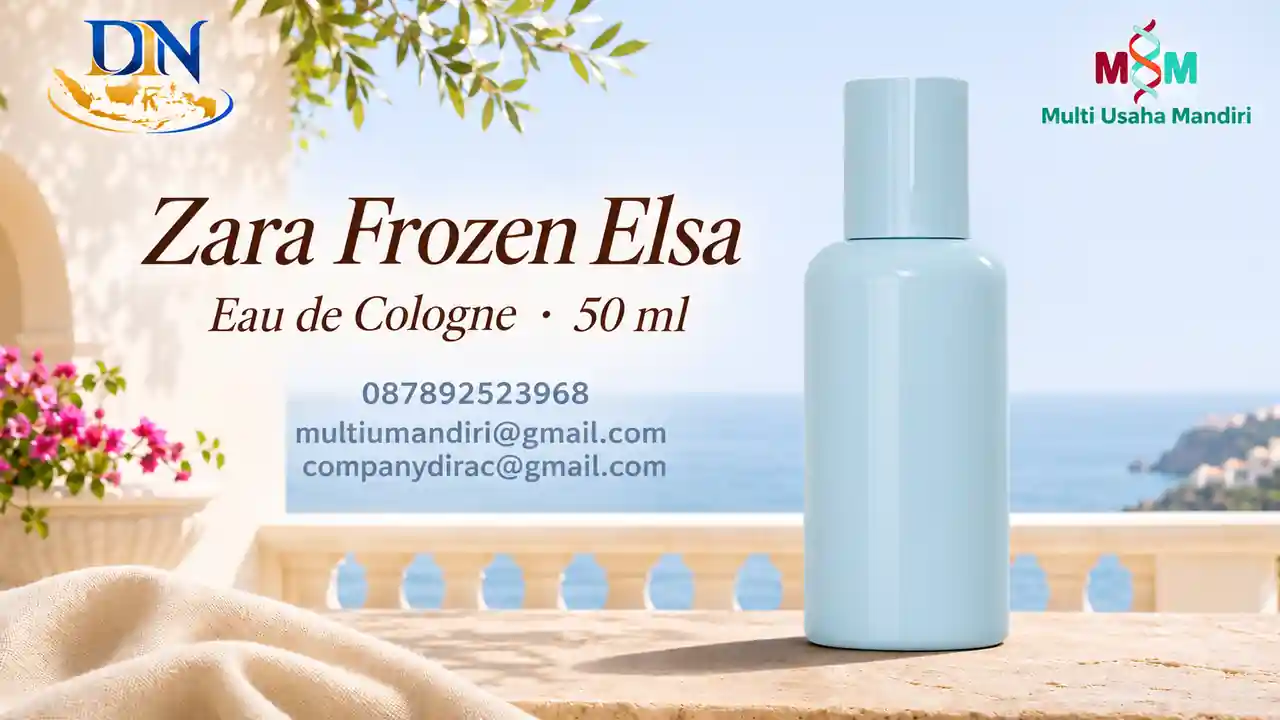 DN
M M
Multi Usaha Mandiri
Zara Frozen Elsa
Eau de Cologne · 50 ml
087892523968
multiumandiri@gmail.com
companydirac@gmail.com